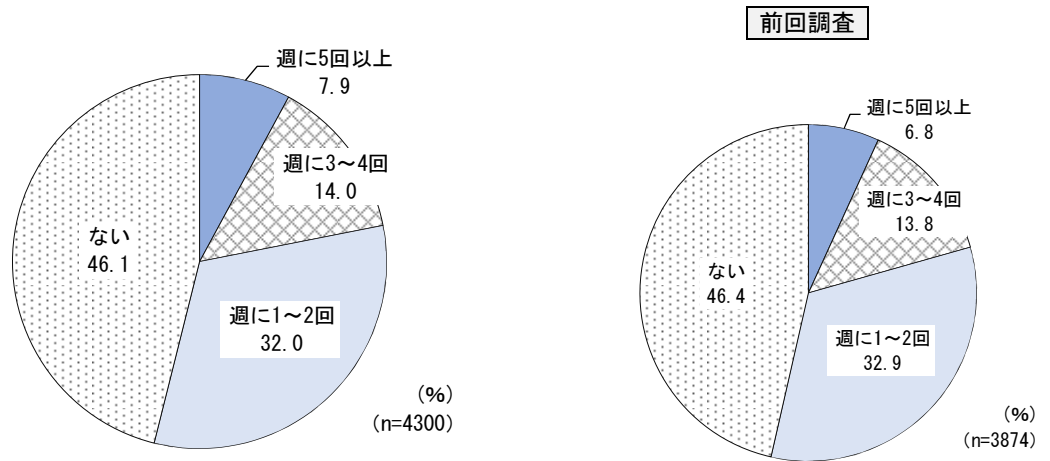 週に5回以上
7.9
週に3～4回
14.0
週に1～2回
32.0
ない
46.1
(%)
(n=4300)
前回調査
週に5回以上
6.8
週に3～4回
13.8
週に1～2回
32.9
ない
46.4
(%)
(n=3874)